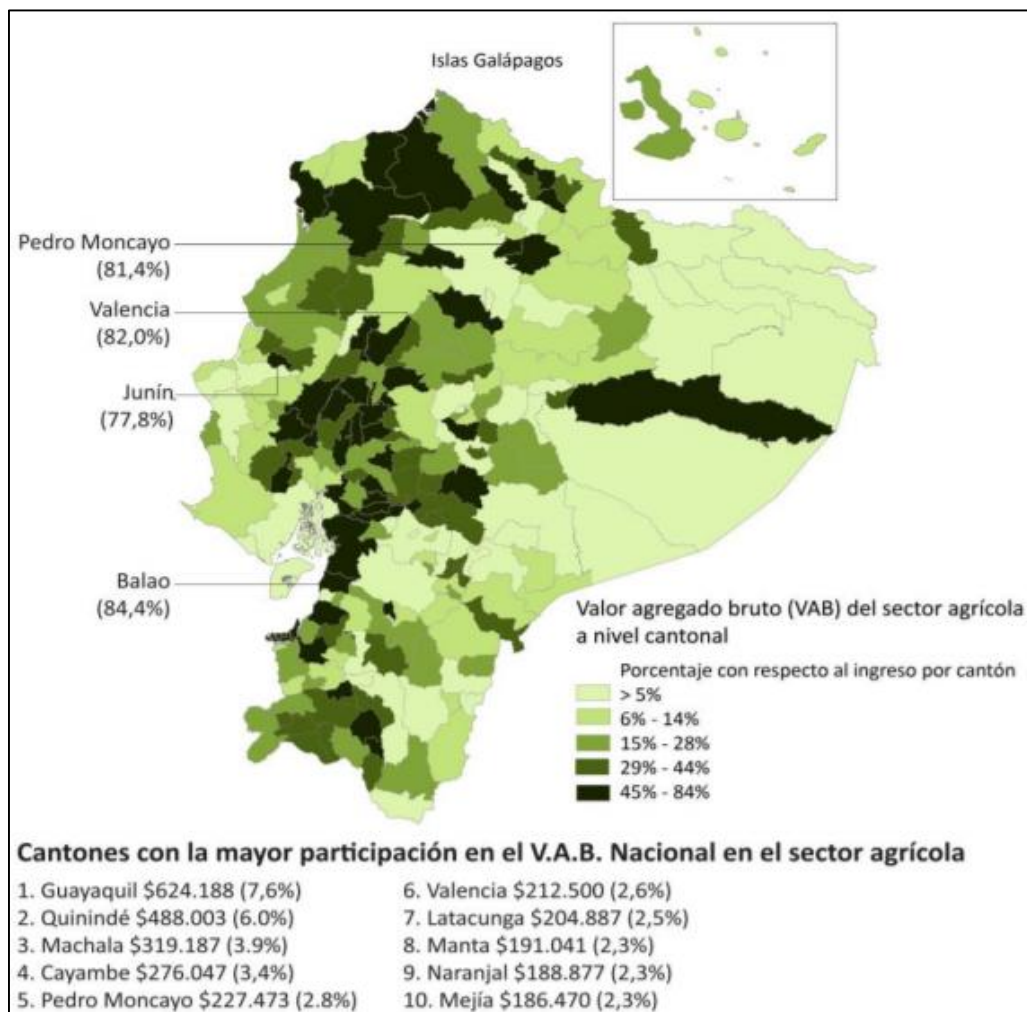 Islas Galápagos
Pedro Moncayo
(81,4%)
Valencia
(82,0%)
Junín
(77,8%)
Balao
(84,4%)
Valor agregado bruto (VAB) del sector agrícola
a nivel cantonal
Porcentaje con respecto al ingreso por cantón
> 5%
6% - 14%
15% - 28%
29% - 44%
45% - 84%
Cantones con la mayor participación en el V.A.B. Nacional en el sector agrícola
1. Guayaquil $624.188 (7,6%)
2. Quinindé $488.003 (6.0%)
3. Machala $319.187 (3.9%)
4. Cayambe $276.047 (3,4%)
5. Pedro Moncayo $227.473 (2.8%)
6. Valencia $212.500 (2,6%)
7. Latacunga $204.887 (2,5%)
8. Manta $191.041 (2,3%)
9. Naranjal $188.877 (2,3%)
10. Mejía $186.470 (2,3%)